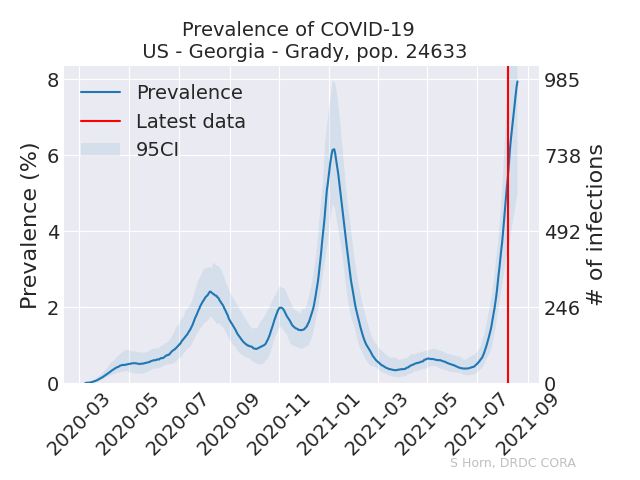 Prevalence of COVID-19
US - Georgia - Grady, pop. 24633
Prevalence
Latest data
95CI
Prevalence (%)
8
6
4
2
0
985
738
492
246
0
# of infections
2020-03
2020-05
2020-07
2020-09
2020-11
2021-01
2021-03
2021-05
2021-07
2021-09
S Horn, DRDC CORA